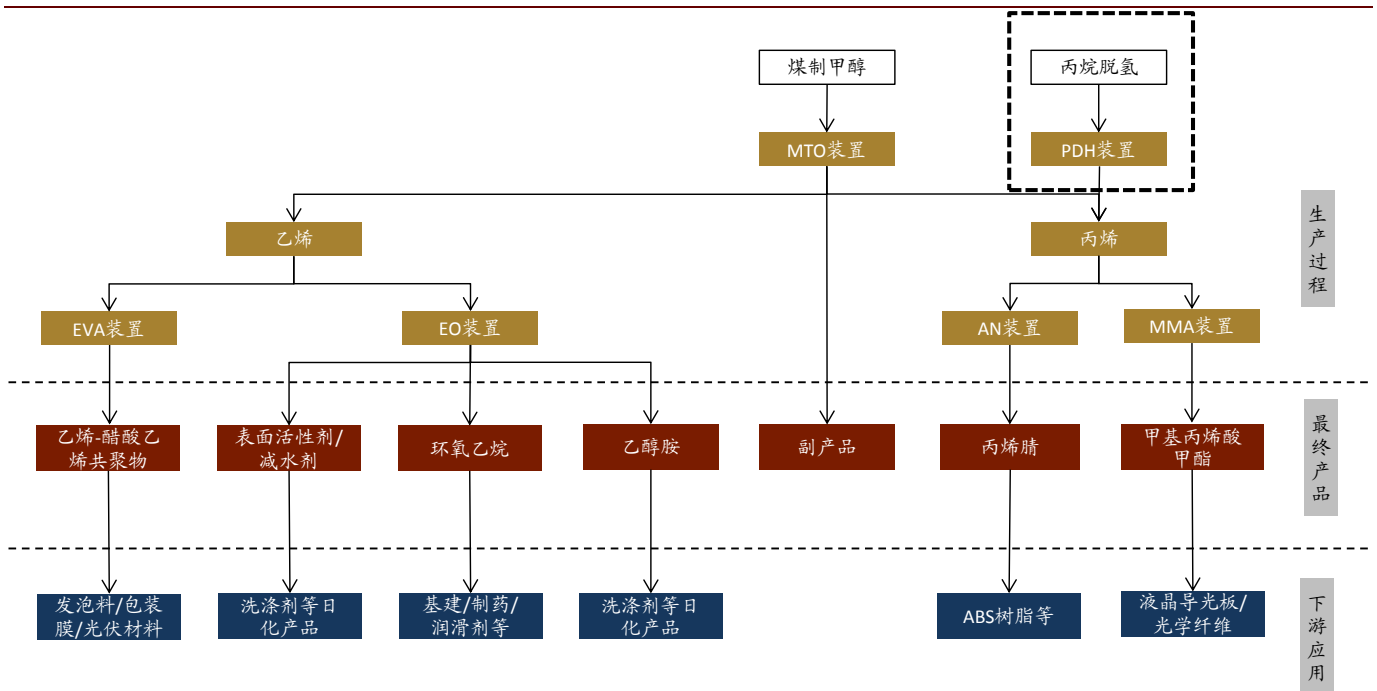 煤制甲醇
丙烷脱氢
MTO装置
PDH装置
乙烯
丙烯
生产过程
EVA装置
EO装置
AN装置
MMA装置
乙烯-醋酸乙
烯共聚物
表面活性剂/
减水剂
环氧乙烷
乙醇胺
副产品
丙烯腈
甲基丙烯酸
甲酯
最终产品
发泡料/包装
膜/光伏材料
洗涤剂等日
化产品
基建/制药/
润滑剂等
洗涤剂等日
化产品
ABS树脂等
液晶导光板/
光学纤维
下游应用